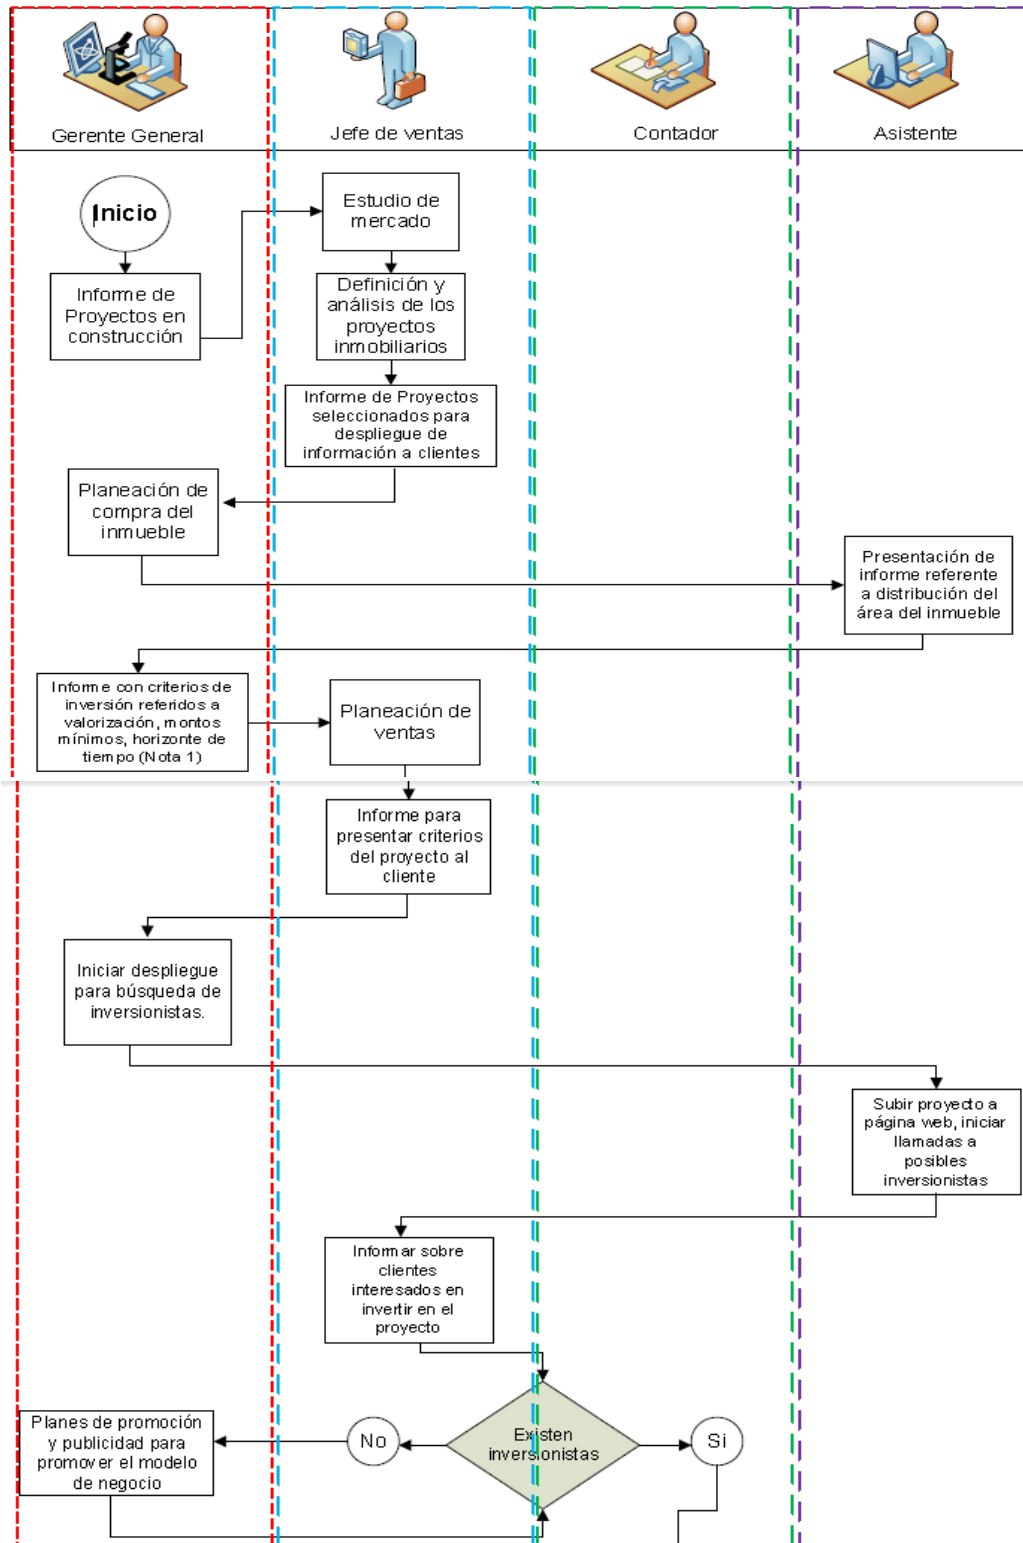 Gerente General
Jefe de ventas
Contador
Asistente
Inicio
Estudio de
mercado
Informe de
Proyectos en
construcción
Definición y
análisis de los
proyectos
inmobiliarios
Informe de Proyectos
seleccionados para
despliegue de
información a clientes
Planeación de
compra del
inmueble
Presentación de
informe referente
a distribución del
área del inmueble
Informe con criterios de
inversión referidos a
valorización, montos
mínimos, horizonte de
tiempo (Nota 1)
Planeación de
ventas
Informe para
presentar criterios
del proyecto al
cliente
Iniciar despliegue
para búsqueda de
inversionistas.
Subir proyecto a
página web, iniciar
llamadas a
posibles
inversionistas
Informar sobre
clientes
interesados en
invertir en el
proyecto
Planes de promoción
y publicidad para
promover el modelo
de negocio
No
Existen
inversionistas
Si